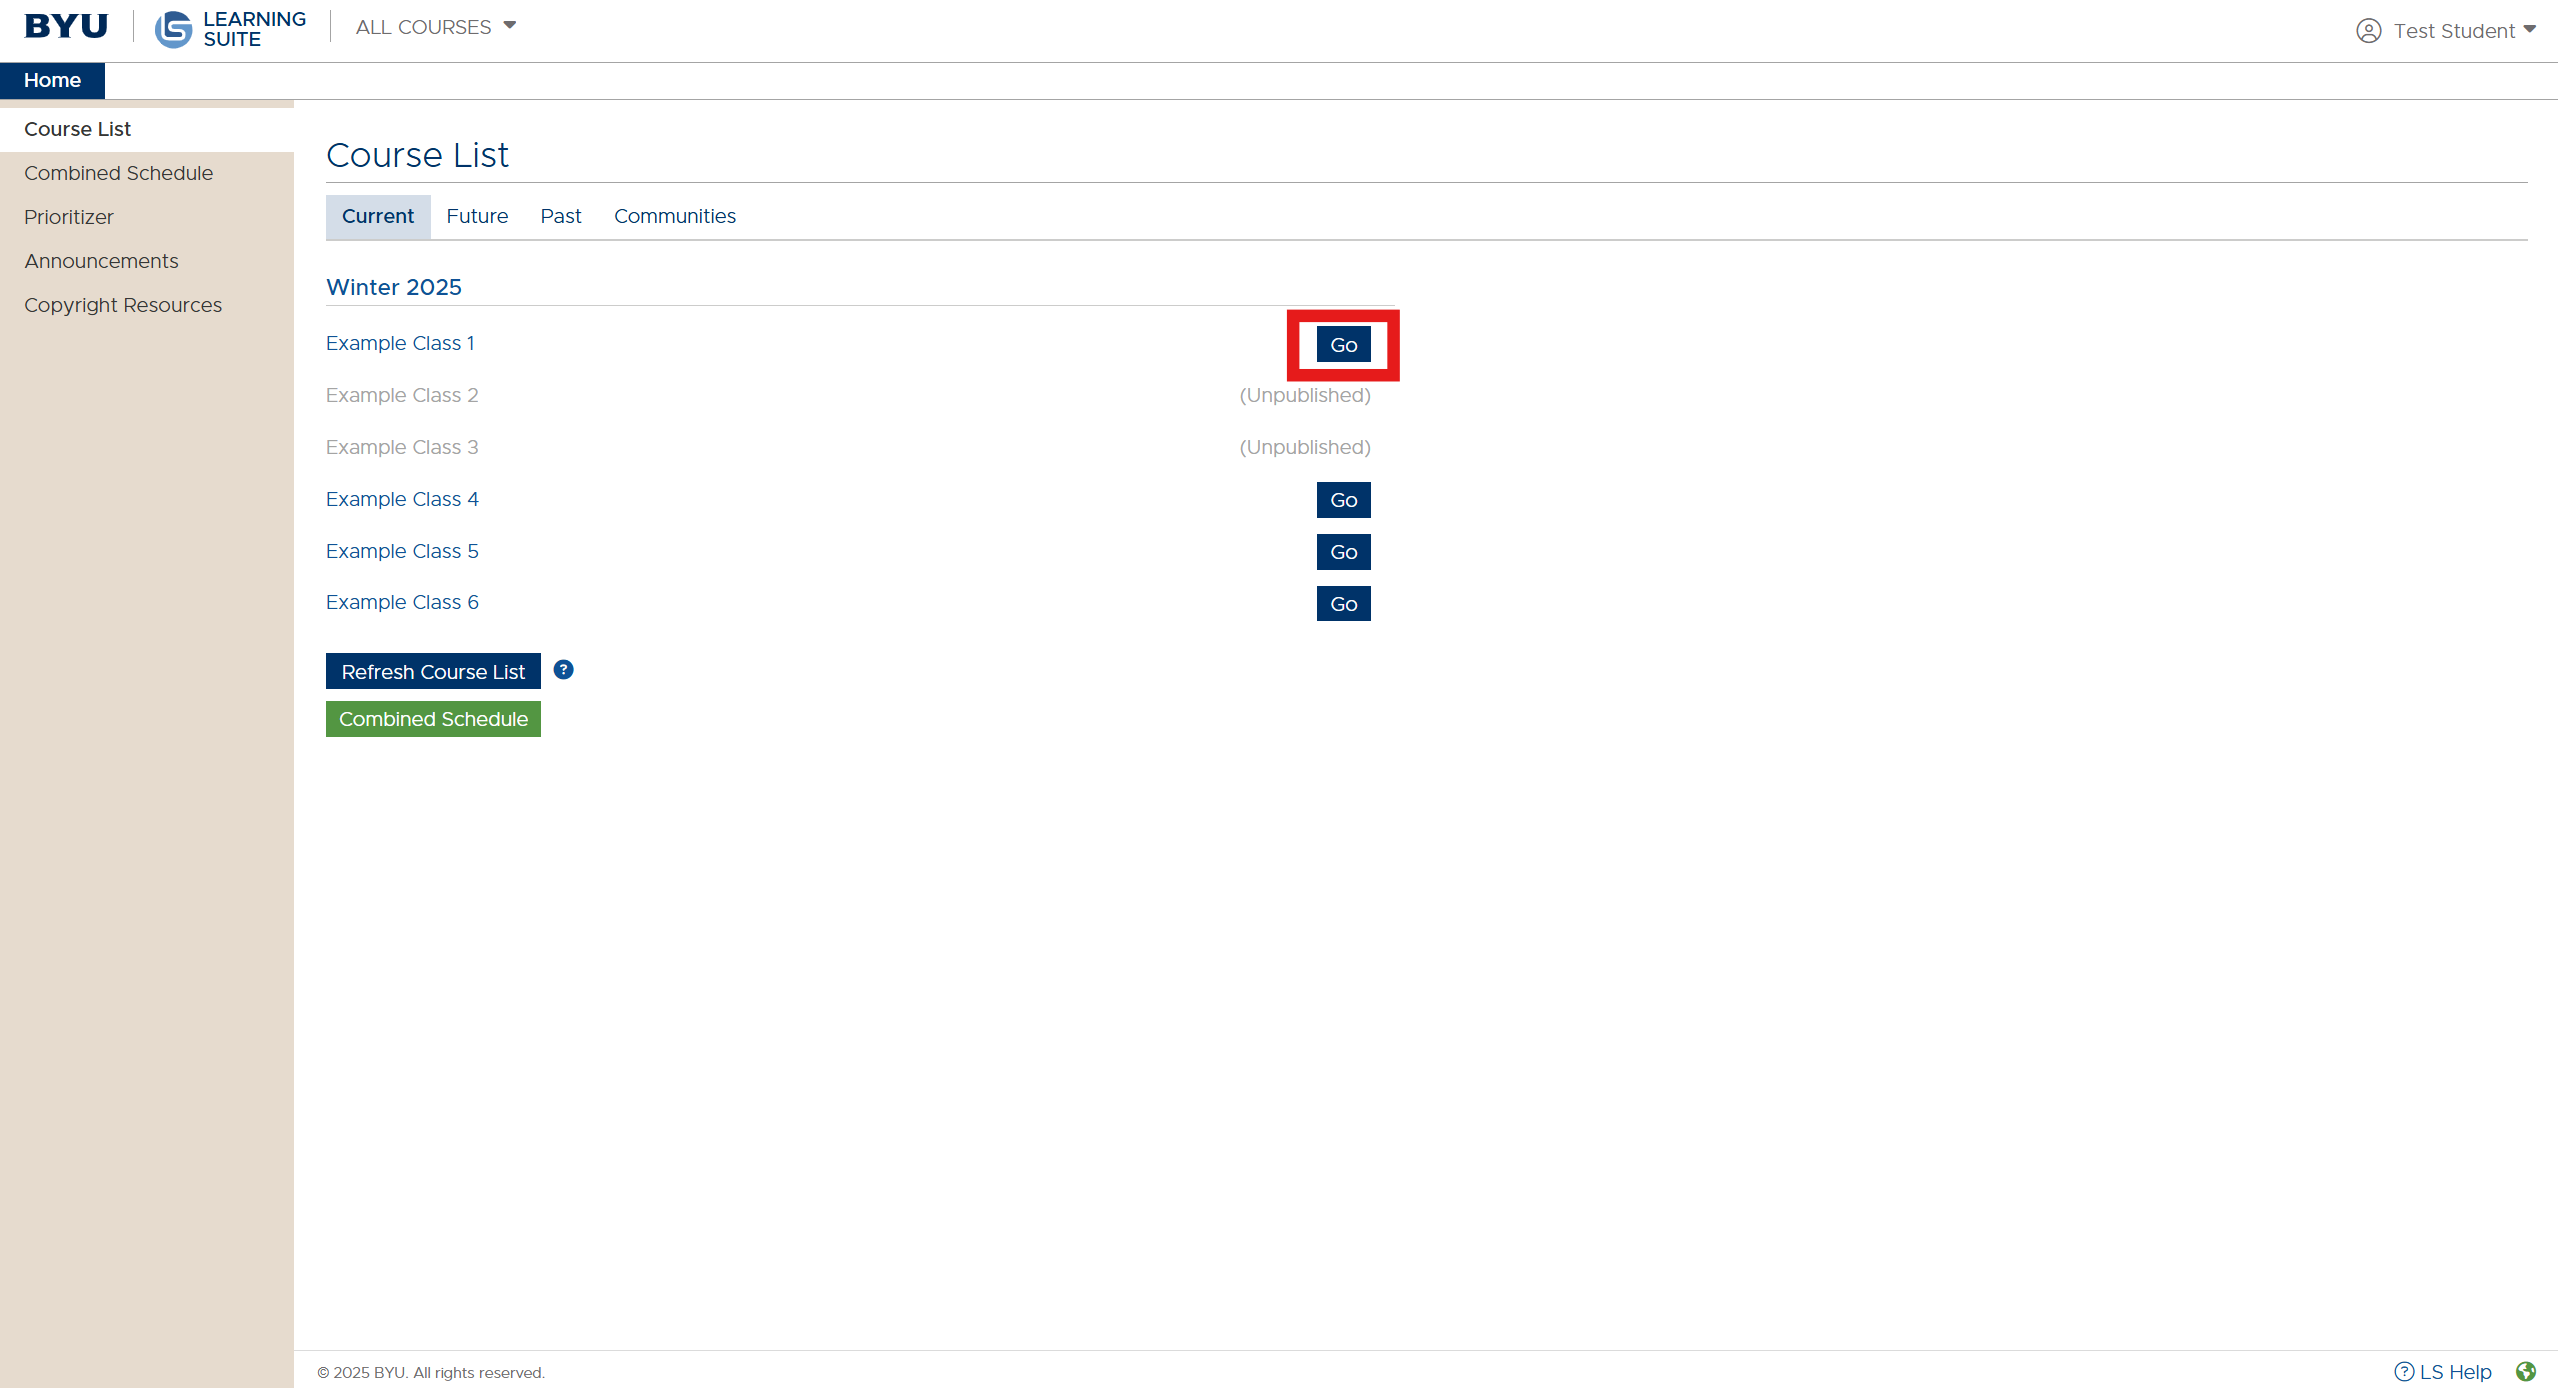 BYU
LEARNING
SUITE
ALL COURSES
Test Student
Home
Course List
Combined Schedule
Prioritizer
Announcements
Copyright Resources
Course List
Current Future Past Communities
Winter 2025
Example Class 1 Go
Example Class 2 (Unpublished)
Example Class 3 (Unpublished)
Example Class 4 Go
Example Class 5 Go
Example Class 6 Go
Refresh Course List ?
Combined Schedule
© 2025 BYU. All rights reserved.
? LS Help